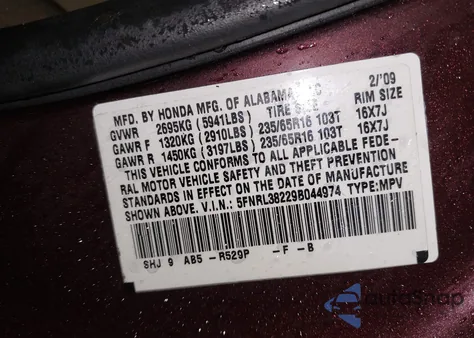 MFD. BY HONDA MFG. OF ALABAMA LLC 2/'09
GVWR 2695KG (5941LBS) TIRE SIZE RIM SIZE
GAWR F 1320KG (2910LBS) 235/65R16 103T 16X7J
GAWR R 1450KG (3197LBS) 235/65R16 103T 16X7J
THIS VEHICLE CONFORMS TO ALL APPLICABLE FEDE-
RAL MOTOR VEHICLE SAFETY AND THEFT PREVENTION
STANDARDS IN EFFECT ON THE DATE OF MANUFACTURE
SHOWN ABOVE. V.I.N.: 5FNRL38229B044974 TYPE:MPV
SHJ 9 AB5 -R529P -F -B
autoSnap